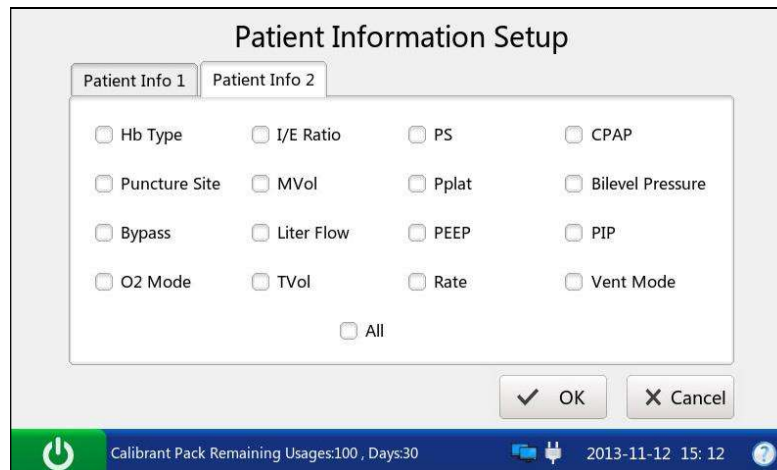 Patient Information Setup
Patient Info 1 Patient Info 2
Hb Type I/E Ratio PS CPAP
Puncture Site MVol Pplat Bilevel Pressure
Bypass Liter Flow PEEP PIP
O2 Mode TVol Rate Vent Mode
All
OK Cancel
Calibrant Pack Remaining Usages:100 , Days:30 2013-11-12 15: 12 ?